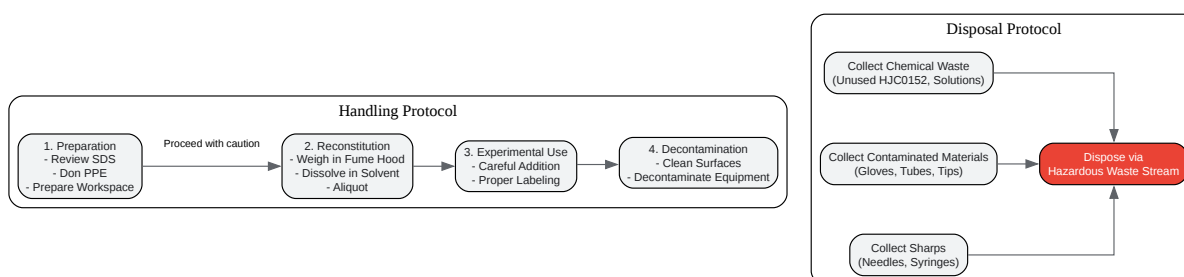 Handling Protocol
1. Preparation
- Review SDS
- Don PPE
- Prepare Workspace
Proceed with caution
2. Reconstitution
- Weigh in Fume Hood
- Dissolve in Solvent
- Aliquot
3. Experimental Use
- Careful Addition
- Proper Labeling
4. Decontamination
- Clean Surfaces
- Decontaminate Equipment
Disposal Protocol
Collect Chemical Waste
(Unused HJC0152, Solutions)
Collect Contaminated Materials
(Gloves, Tubes, Tips)
Dispose via
Hazardous Waste Stream
Collect Sharps
(Needles, Syringes)